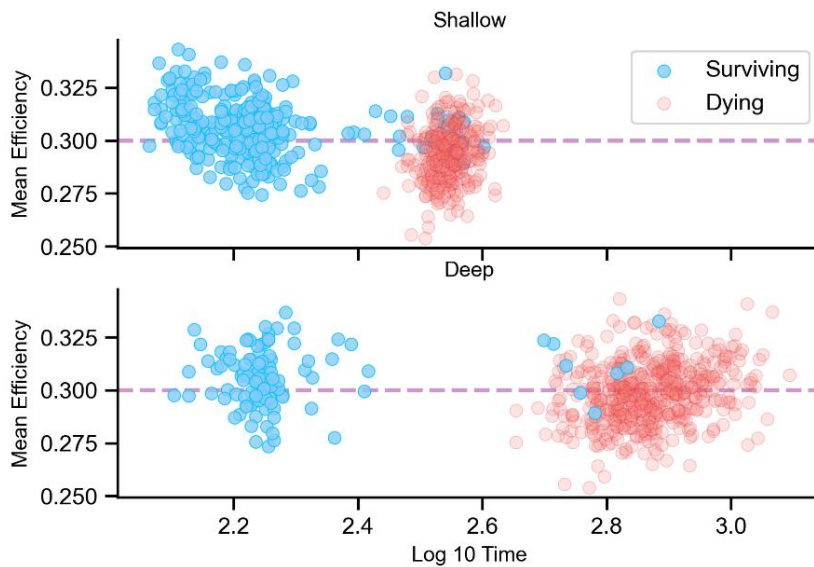 Shallow
Mean Efficiency
0.325
0.300
0.275
0.250
Surviving
Dying
Deep
Mean Efficiency
0.325
0.300
0.275
0.250
2.2 2.4 2.6 2.8 3.0
Log 10 Time